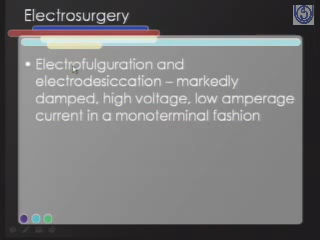 Electrosurgery
• Electrofulguration and
electrodesiccation – markedly
damped, high voltage, low amperage
current in a monoterminal fashion